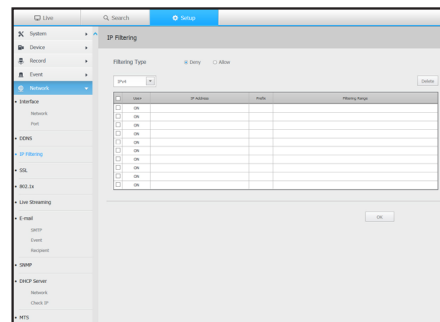 Live
Search
Setup
System
Device
Record
Event
Network
Interface
Network
Port
DDNS
IP Filtering
SSL
802.1x
Live Streaming
E-mail
SMTP
Event
Recipient
SNMP
DHCP Server
Network
Check IP
MTS
IP Filtering
Filtering Type
Deny
Allow
IPv4
Delete
Users IP Address Prefix Filtering Range
ON
ON
ON
ON
ON
ON
ON
ON
ON
ON
OK